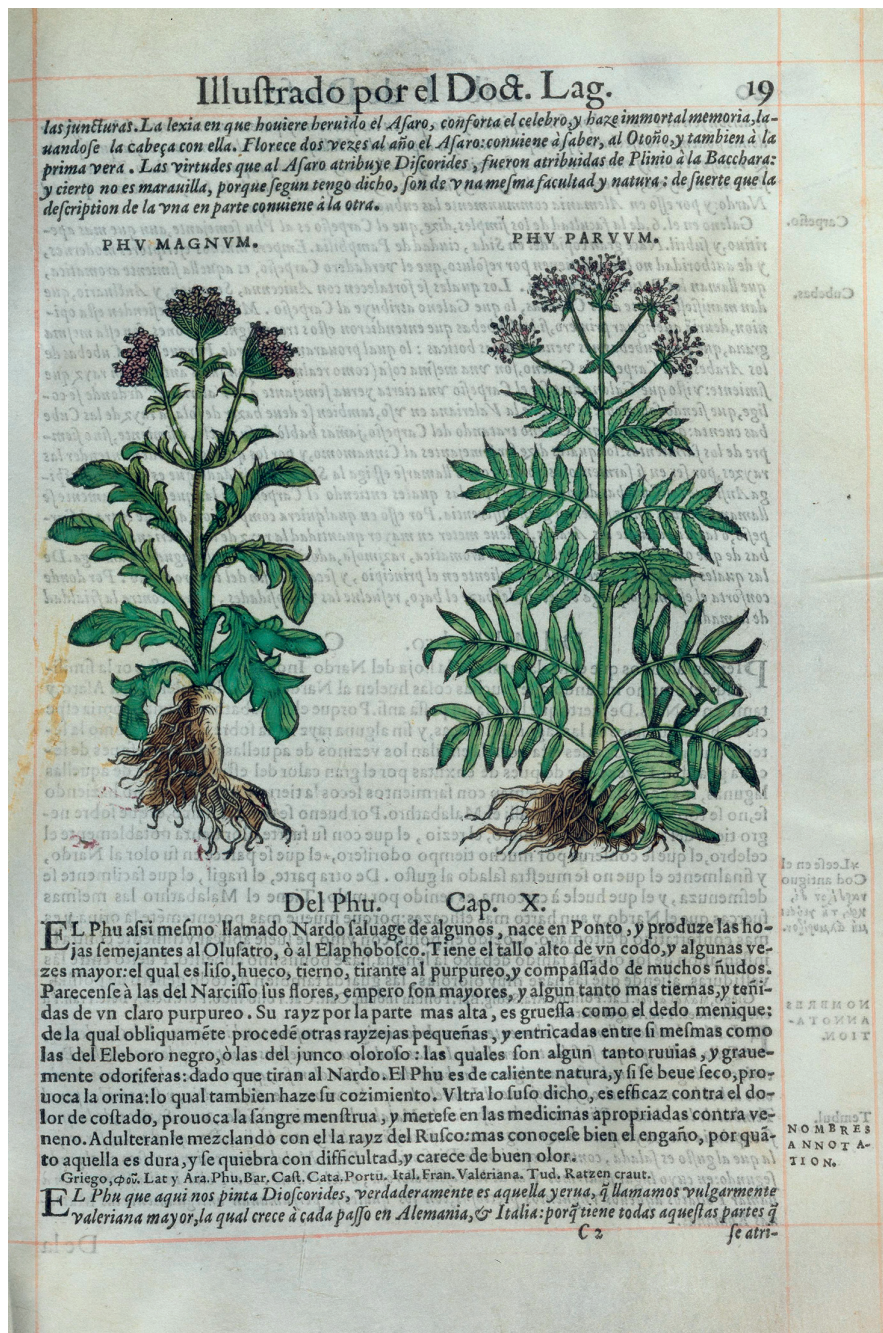 Illuſtrado por el Doct. Lag. 19
las juncturas. La lexia en que houiere heruido el Aſaro, conforta el celebro, y haze immortal memoria, la-
uandoſe la cabeça con ella. Florece dos vezes al año el Aſaro: conuiene à ſaber, al Otoño, y tambien à la
prima vera. Las virtudes que al Aſaro atribuye Diſcorides, fueron atribuidas de Plinio à la Bacchara:
y cierto no es marauilla, porque ſegun tengo dicho, ſon de vna meſma facultad y natura: de ſuerte que la
deſcription de la vna en parte conuiene à la otra.
PHV MAGNVM. PHV PARVVM.
Del Phu. Cap. X.
EL Phu aſsi meſmo llamado Nardo ſaluage de algunos, nace en Ponto, y produze las ho-
jas ſemejantes al Oluſatro, ò al Elaphoboſco. Tiene el tallo alto de vn codo, y algunas ve-
zes mayor: el qual es liſo, hueco, tierno, tirante al purpureo, y compaſſado de muchos ñudos.
Parecenſe à las del Narciſſo ſus flores, empero ſon mayores, y algun tanto mas tiernas, y teñi-
das de vn claro purpureo. Su rayz por la parte mas alta, es grueſſa como el dedo menique:
de la qual obliquamēte procedē otras rayzejas pequeñas, y entricadas entre ſi meſmas como
las del Eleboro negro, ò las del junco oloroſo: las quales ſon algun tanto ruuias, y graue-
mente odoriferas: dado que tiran al Nardo. El Phu es de caliente natura, y ſi ſe beue ſeco, pro-
uoca la orina: lo qual tambien haze ſu cozimiento. Vltra lo ſuſo dicho, es efficaz contra el do-
lor de coſtado, prouoca la ſangre menſtrua, y meteſe en las medicinas apropriadas contra ve-
neno. Adulteranle mezclando con el la rayz del Ruſco: mas conoceſe bien el engaño, por quā-
to aquella es dura, y ſe quiebra con difficultad, y carece de buen olor.
NOMBRES
ANNOTA-
TION.
Griego, φοῦ. Lat y Ara. Phu, Bar, Caſt. Cata. Portu. Ital. Fran. Valeriana. Tud. Ratzen craut.
EL Phu que aqui nos pinta Dioſcorides, verdaderamente es aquella yerua, q̃ llamamos vulgarmente
valeriana mayor, la qual crece à cada paſſo en Alemania, & Italia: porq̃ tiene todas aqueſtas partes q̃
C 2 ſe atri-